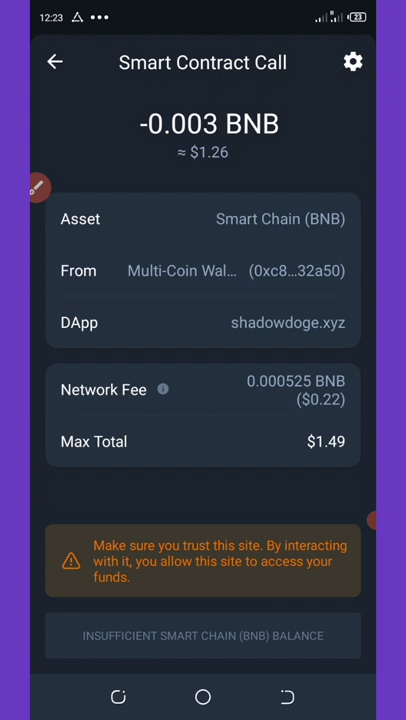 12:23
23
Smart Contract Call
-0.003 BNB
≈ $1.26
Asset Smart Chain (BNB)
From Multi-Coin Wal... (0xc8...32a50)
DApp shadowdoge.xyz
Network Fee 0.000525 BNB
($0.22)
Max Total $1.49
Make sure you trust this site. By interacting
with it, you allow this site to access your
funds.
INSUFFICIENT SMART CHAIN (BNB) BALANCE